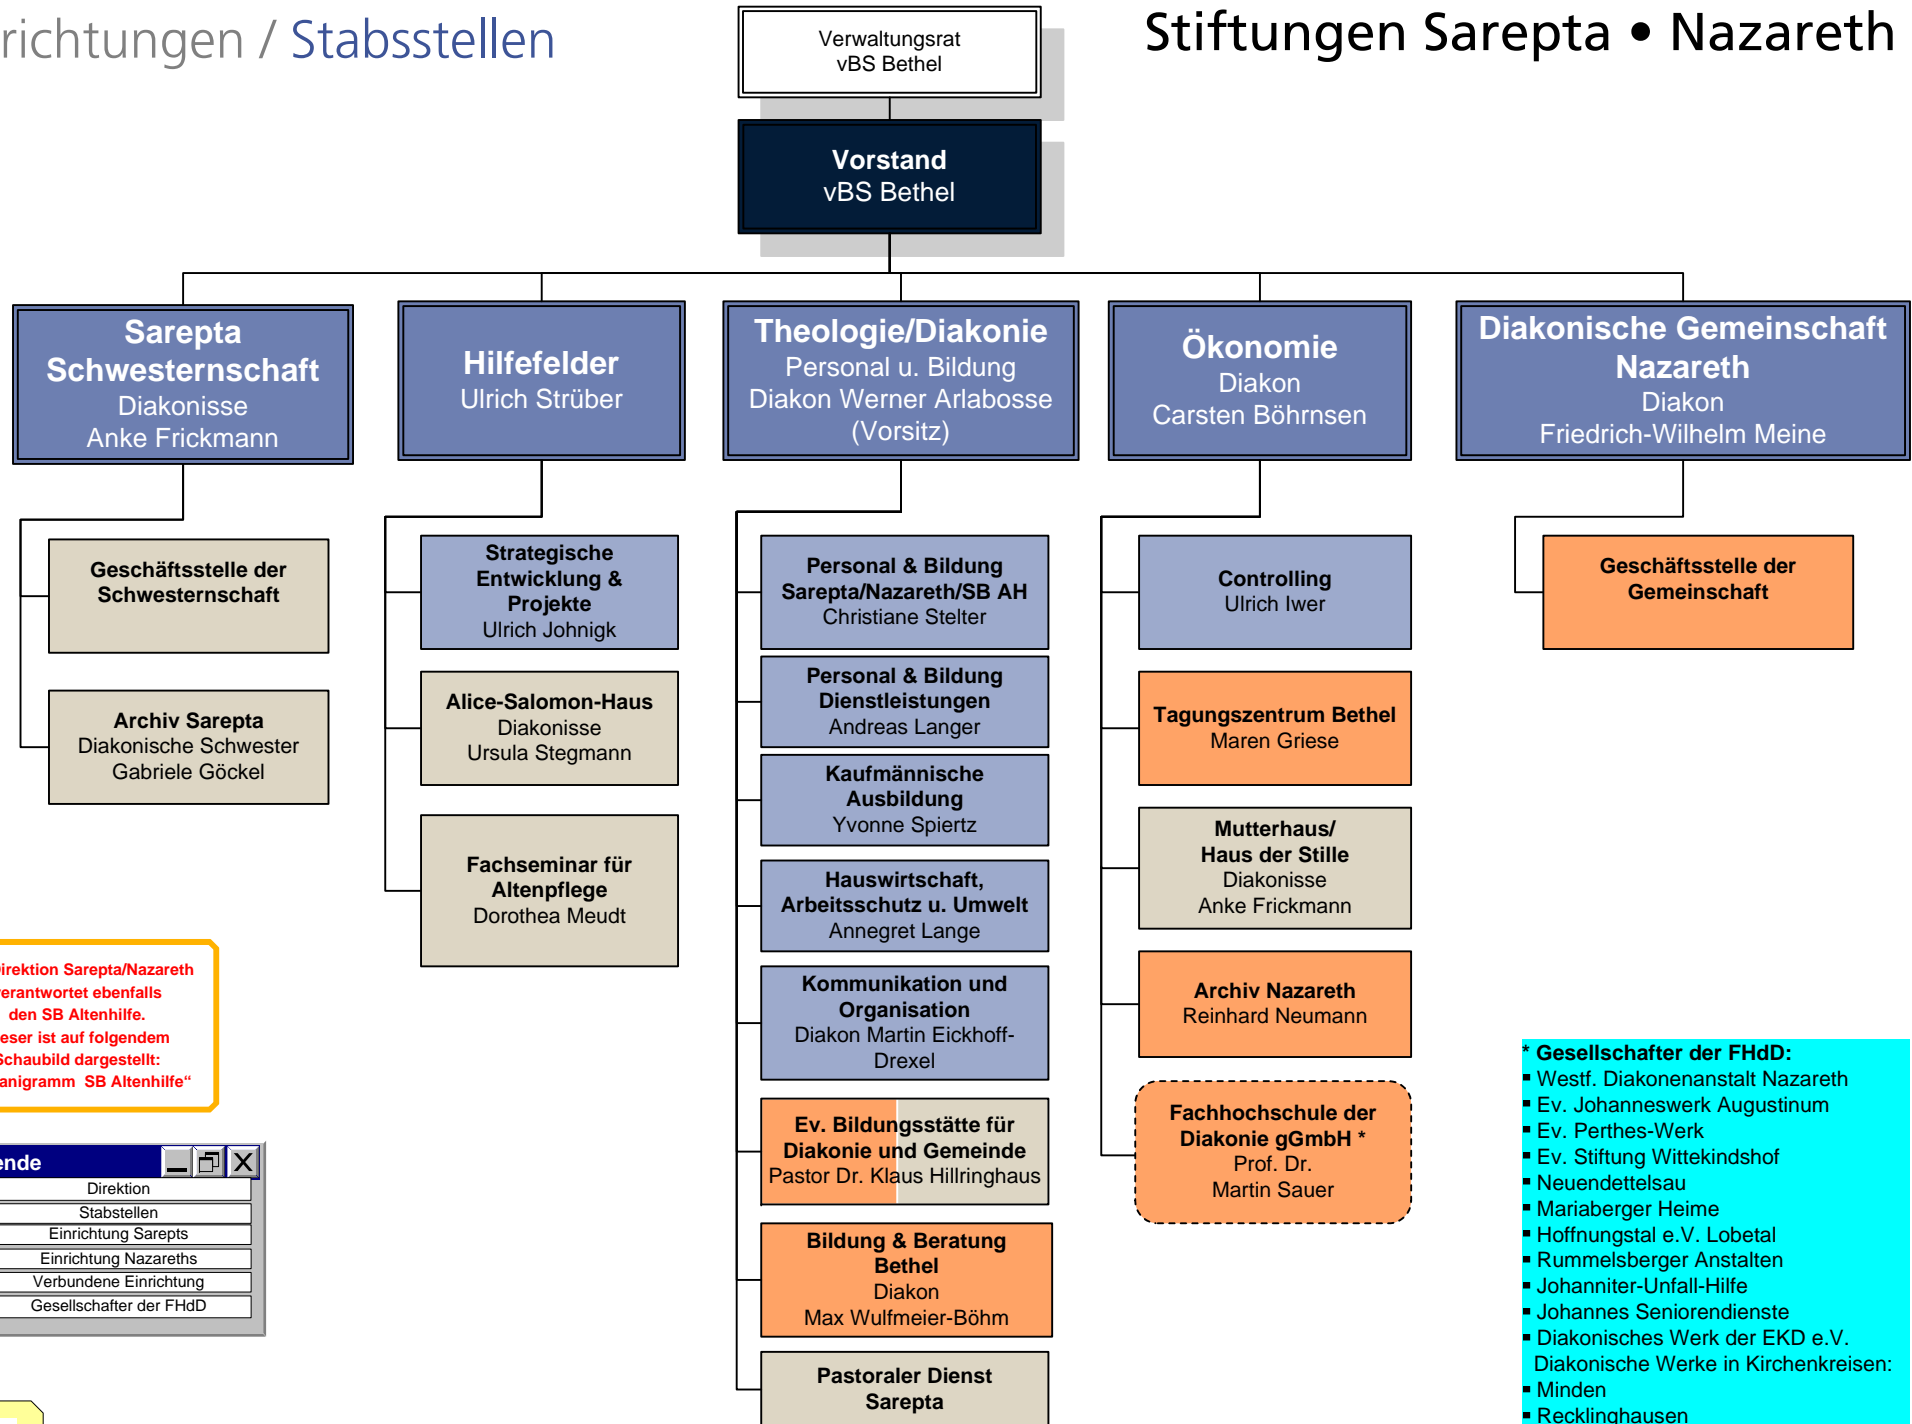 richtungen / Stabsstellen
Stiftungen Sarepta • Nazareth
Verwaltungsrat
vBS Bethel
Vorstand
vBS Bethel
Sarepta
Schwesternschaft
Diakonisse
Anke Frickmann
Hilfefelder
Ulrich Strüber
Theologie/Diakonie
Personal u. Bildung
Diakon Werner Arlabosse
(Vorsitz)
Ökonomie
Diakon
Carsten Böhrnsen
Diakonische Gemeinschaft
Nazareth
Diakon
Friedrich-Wilhelm Meine
Geschäftsstelle der
Schwesternschaft
Archiv Sarepta
Diakonische Schwester
Gabriele Göckel
Strategische
Entwicklung &
Projekte
Ulrich Johnigk
Alice-Salomon-Haus
Diakonisse
Ursula Stegmann
Fachseminar für
Altenpflege
Dorothea Meudt
Personal & Bildung
Sarepta/Nazareth/SB AH
Christiane Stelter
Personal & Bildung
Dienstleistungen
Andreas Langer
Kaufmännische
Ausbildung
Yvonne Spiertz
Hauswirtschaft,
Arbeitsschutz u. Umwelt
Annegret Lange
Kommunikation und
Organisation
Diakon Martin Eickhoff-
Drexel
Ev. Bildungsstätte für
Diakonie und Gemeinde
Pastor Dr. Klaus Hillringhaus
Bildung & Beratung
Bethel
Diakon
Max Wulfmeier-Böhm
Pastoraler Dienst
Sarepta
Controlling
Ulrich Iwer
Tagungszentrum Bethel
Maren Griese
Mutterhaus/
Haus der Stille
Diakonisse
Anke Frickmann
Archiv Nazareth
Reinhard Neumann
Fachhochschule der
Diakonie gGmbH *
Prof. Dr.
Martin Sauer
Geschäftsstelle der
Gemeinschaft
irektion Sarepta/Nazareth
erantwortet ebenfalls
den SB Altenhilfe.
eser ist auf folgendem
Schaubild dargestellt:
anigramm SB Altenhilfe“
ende
Direktion
Stabstellen
Einrichtung Sarepts
Einrichtung Nazareths
Verbundene Einrichtung
Gesellschafter der FHdD
* Gesellschafter der FHdD:
▪ Westf. Diakonenanstalt Nazareth
▪ Ev. Johanneswerk Augustinum
▪ Ev. Perthes-Werk
▪ Ev. Stiftung Wittekindshof
▪ Neuendettelsau
▪ Mariaberger Heime
▪ Hoffnungstal e.V. Lobetal
▪ Rummelsberger Anstalten
▪ Johanniter-Unfall-Hilfe
▪ Johannes Seniorendienste
▪ Diakonisches Werk der EKD e.V.
Diakonische Werke in Kirchenkreisen:
▪ Minden
▪ Recklinghausen